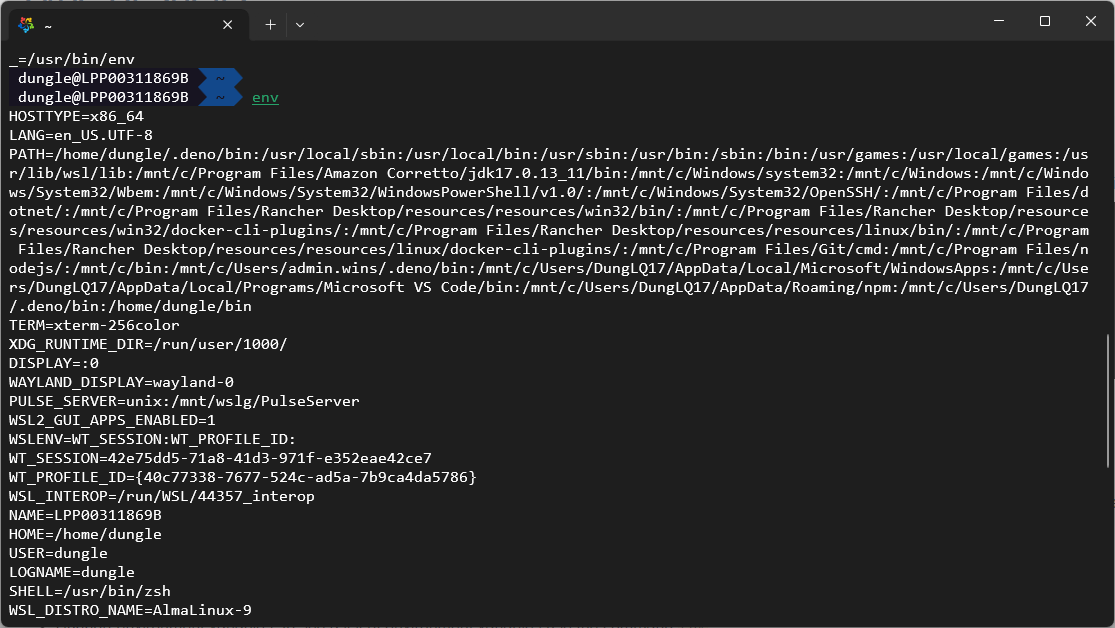 ~
_=/usr/bin/env
dungle@LPP00311869B ~
dungle@LPP00311869B ~ env
HOSTTYPE=x86_64
LANG=en_US.UTF-8
PATH=/home/dungle/.deno/bin:/usr/local/sbin:/usr/local/bin:/usr/sbin:/usr/bin:/sbin:/bin:/usr/games:/usr/local/games:/us
r/lib/wsl/lib:/mnt/c/Program Files/Amazon Corretto/jdk17.0.13_11/bin:/mnt/c/Windows/system32:/mnt/c/Windows:/mnt/c/Windo
ws/System32/Wbem:/mnt/c/Windows/System32/WindowsPowerShell/v1.0/:/mnt/c/Windows/System32/OpenSSH/:/mnt/c/Program Files/d
otnet/:/mnt/c/Program Files/Rancher Desktop/resources/resources/win32/bin/:/mnt/c/Program Files/Rancher Desktop/resource
s/resources/win32/docker-cli-plugins/:/mnt/c/Program Files/Rancher Desktop/resources/resources/linux/bin/:/mnt/c/Program
 Files/Rancher Desktop/resources/resources/linux/docker-cli-plugins/:/mnt/c/Program Files/Git/cmd:/mnt/c/Program Files/n
odejs/:/mnt/c/bin:/mnt/c/Users/admin.wins/.deno/bin:/mnt/c/Users/DungLQ17/AppData/Local/Microsoft/WindowsApps:/mnt/c/Use
rs/DungLQ17/AppData/Local/Programs/Microsoft VS Code/bin:/mnt/c/Users/DungLQ17/AppData/Roaming/npm:/mnt/c/Users/DungLQ17
/.deno/bin:/home/dungle/bin
TERM=xterm-256color
XDG_RUNTIME_DIR=/run/user/1000/
DISPLAY=:0
WAYLAND_DISPLAY=wayland-0
PULSE_SERVER=unix:/mnt/wslg/PulseServer
WSL2_GUI_APPS_ENABLED=1
WSLENV=WT_SESSION:WT_PROFILE_ID:
WT_SESSION=42e75dd5-71a8-41d3-971f-e352eae42ce7
WT_PROFILE_ID={40c77338-7677-524c-ad5a-7b9ca4da5786}
WSL_INTEROP=/run/WSL/44357_interop
NAME=LPP00311869B
HOME=/home/dungle
USER=dungle
LOGNAME=dungle
SHELL=/usr/bin/zsh
WSL_DISTRO_NAME=AlmaLinux-9